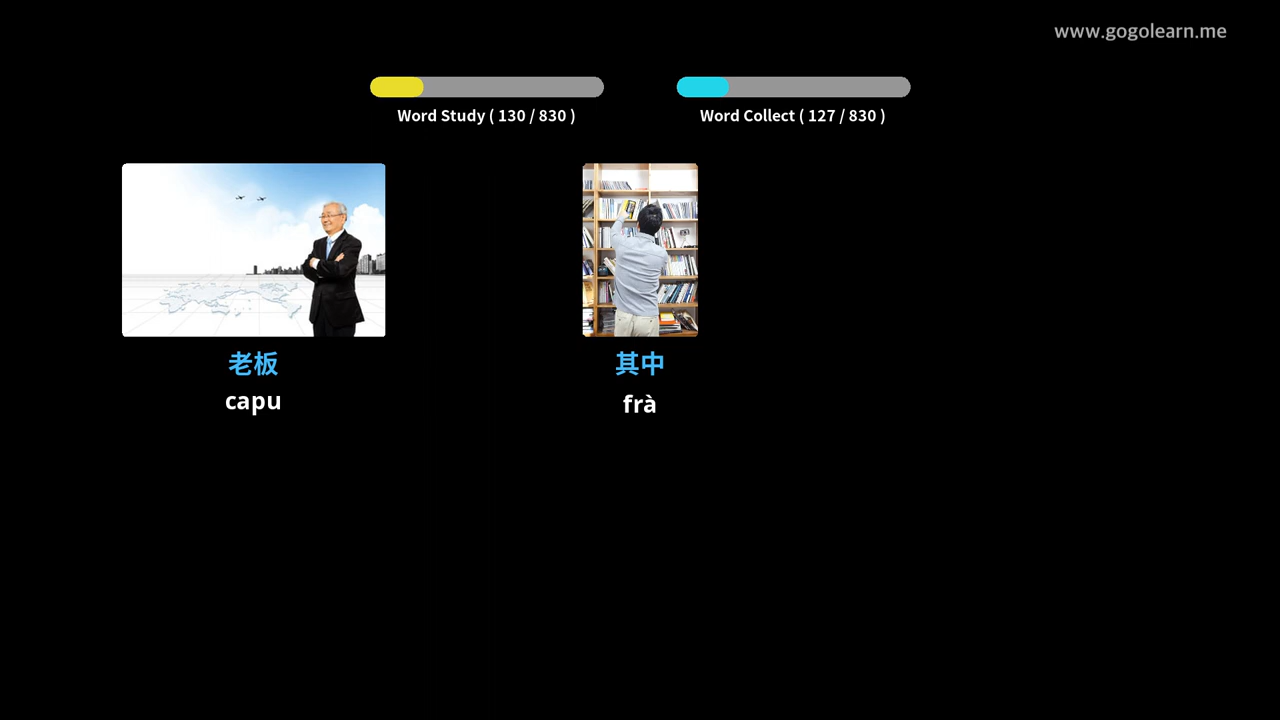 www.gogolearn.me
Word Study ( 130 / 830 )
Word Collect ( 127 / 830 )
老板
capu
其中
frà